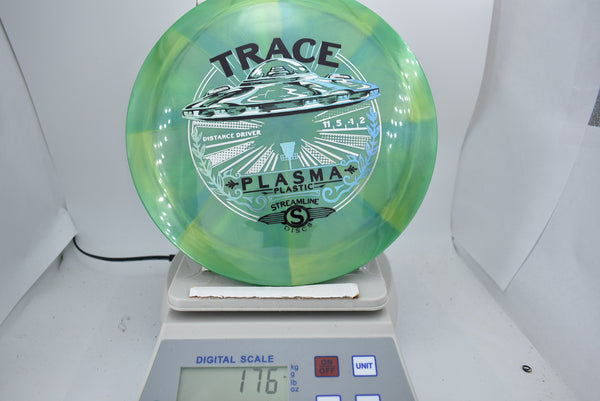 TRACE
DISTANCE DRIVER
11, 5, -1, 2
PLASMA
PLASTIC
STREAMLINE
S
DISCS
DIGITAL SCALE
kg
g
lb
oz
ON
OFF
UNIT
176